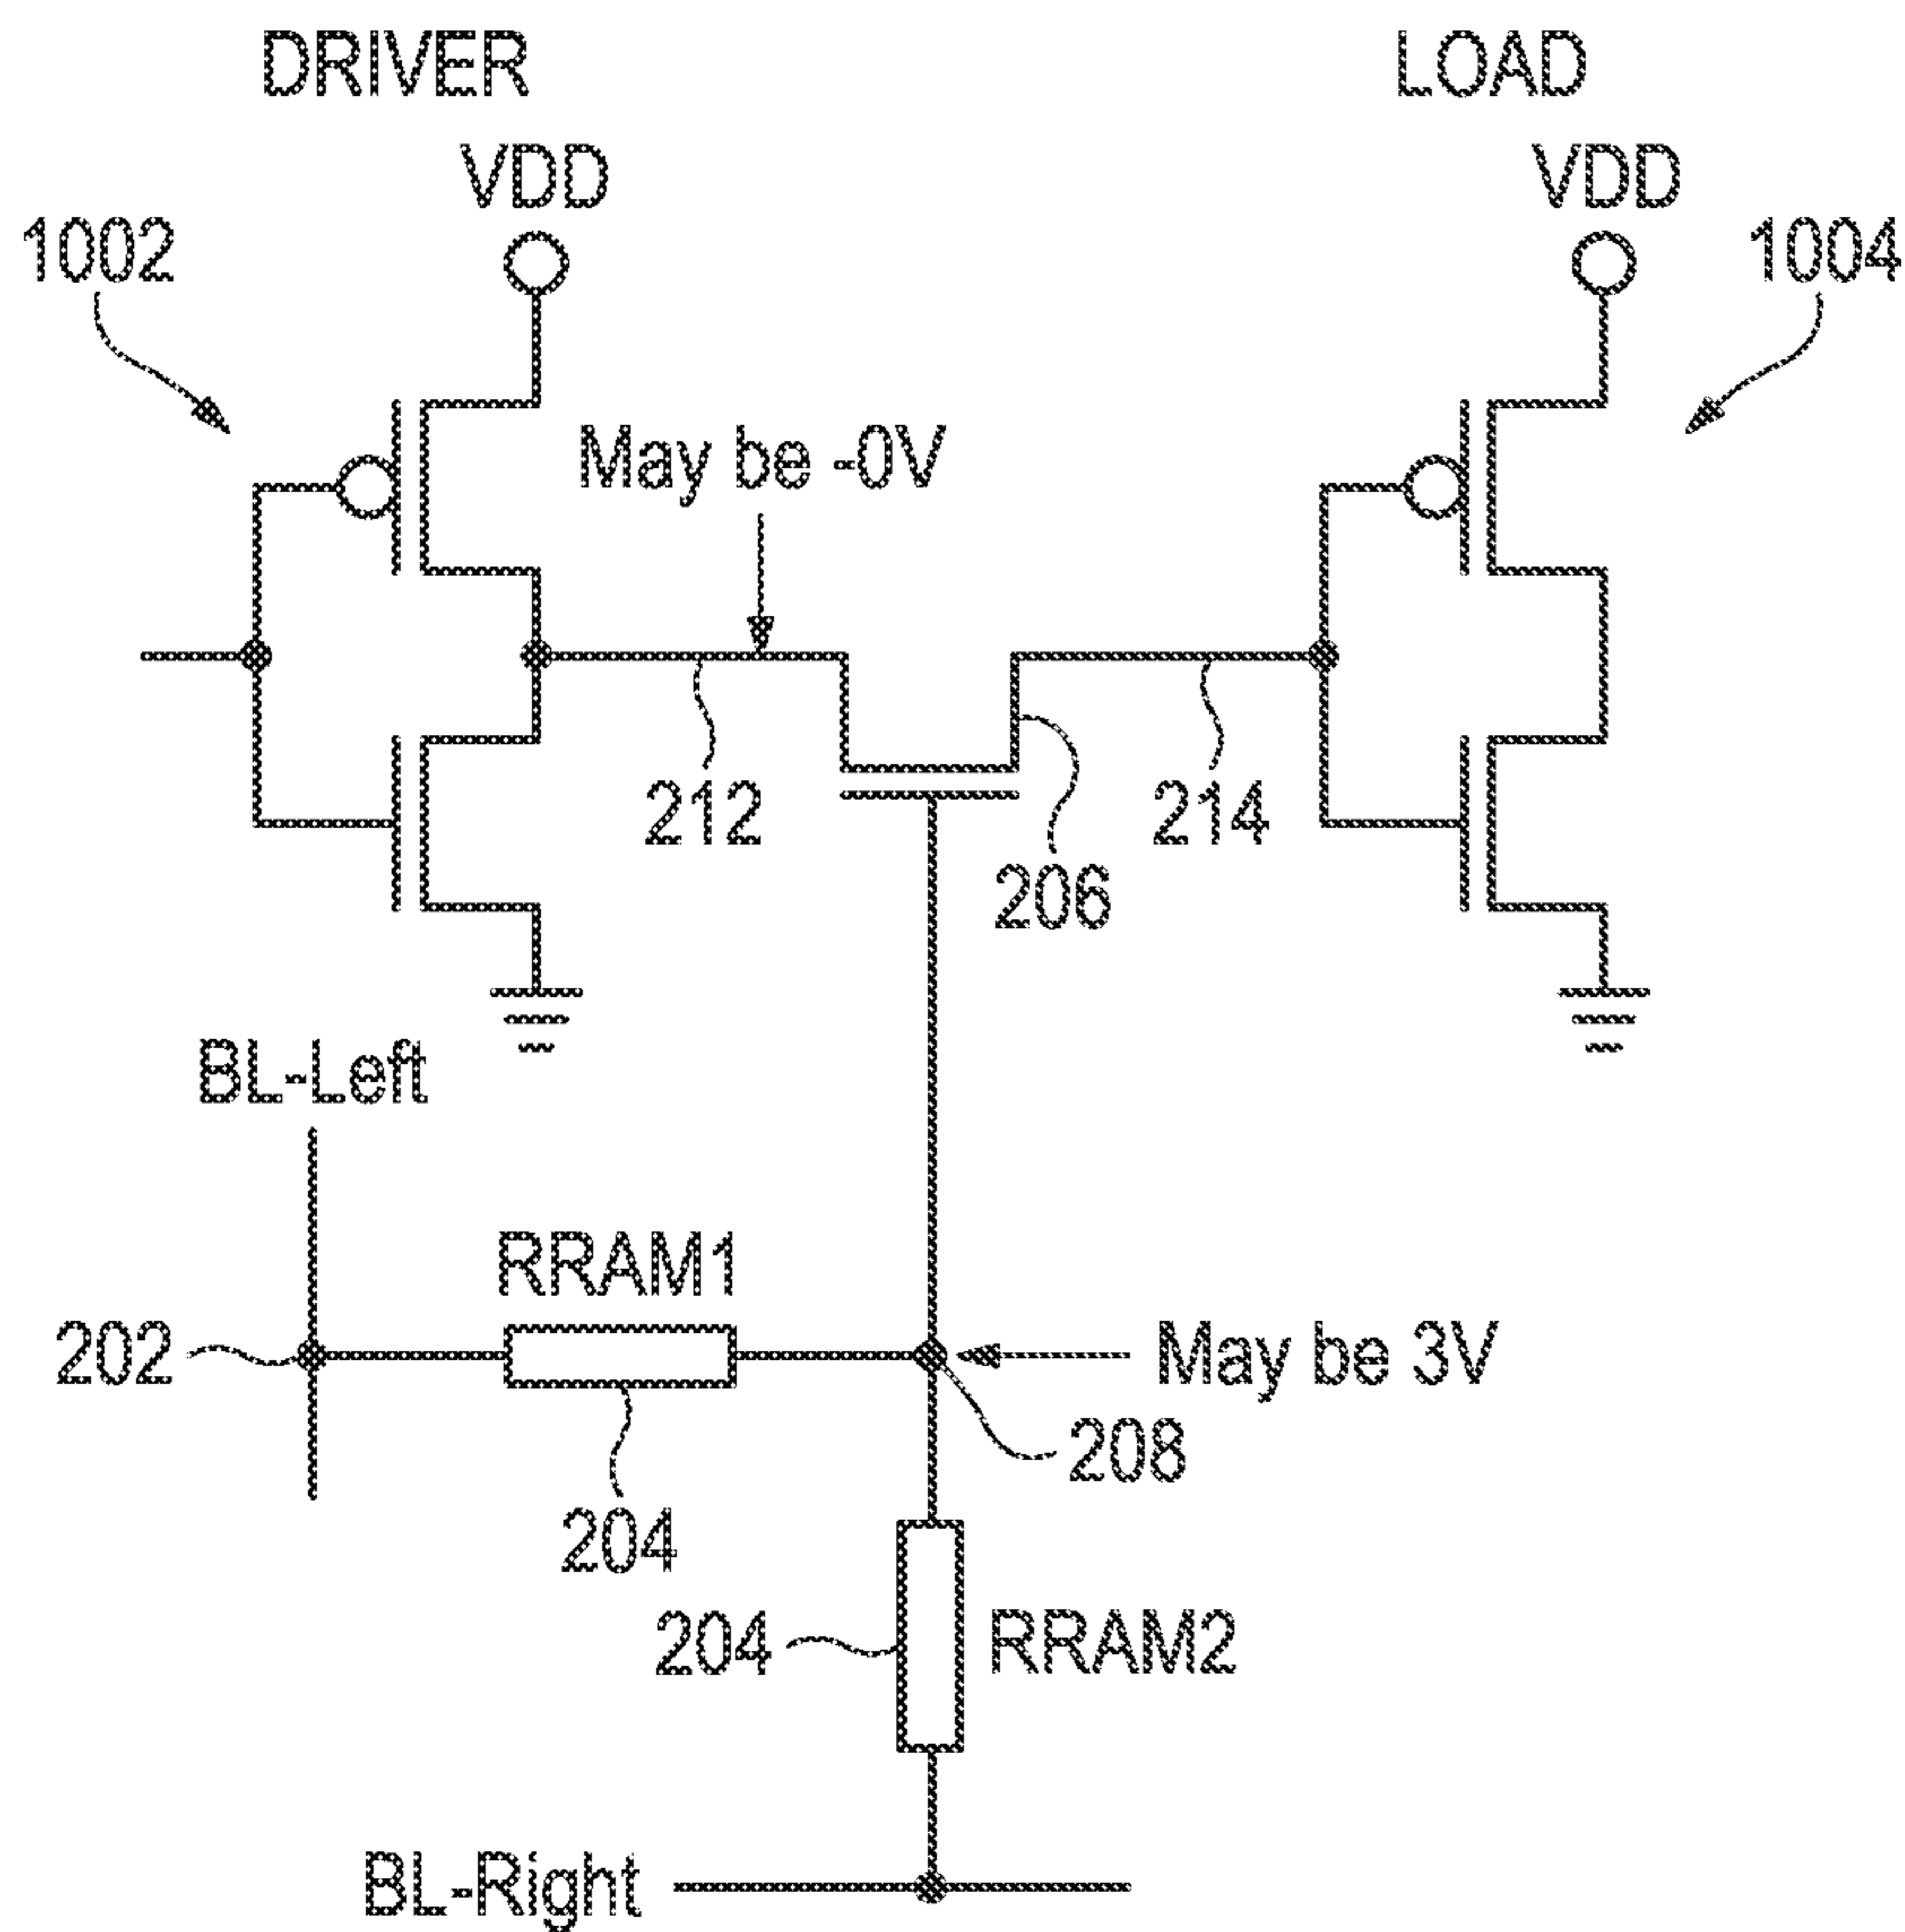 DRIVER
LOAD
VDD
VDD
1002
1004
May be -0V
212
214
206
BL-Left
RRAM1
202
May be 3V
208
204
204
RRAM2
BL-Right